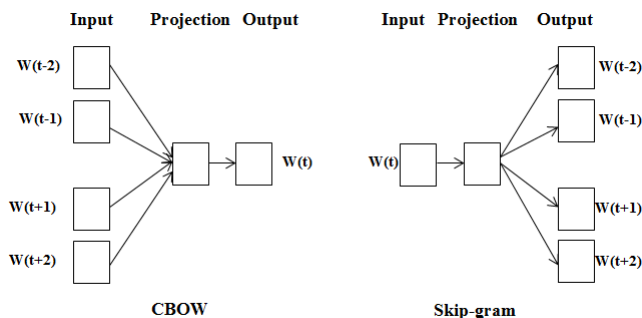 Input Projection Output Input Projection Output
W(t-2) W(t-2)
W(t-1) W(t-1)
W(t) W(t)
W(t+1) W(t+1)
W(t+2) W(t+2)
CBOW Skip-gram